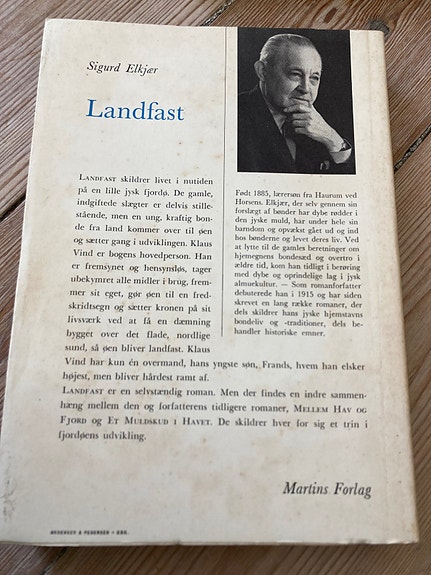 Sigurd Elkjær
Landfast
LANDFAST skildrer livet i nutiden
på en lille jysk fjordø. De gamle,
indgiftede slægter er delvis stille-
stående, men en ung, kraftig bon-
de fra land kommer over til øen
og sætter gang i udviklingen. Klaus
Vind er bogens hovedperson. Han
er fremsynet og hensynsløs, tager
ubekymret alle midler i brug, frem-
mer sit eget, gør øen til en fred-
skridtsegn og sætter kronen på sit
livsværk ved at få en dæmning
bygget over det flade, nordlige
sund, så øen bliver landfast. Klaus
Vind har kun én overmand, hans yngste søn, Frands, hvem han elsker
højest, men bliver hårdest ramt af.
LANDFAST er en selvstændig roman. Men der findes en indre sammen-
hæng mellem den og forfatterens tidligere romaner, MELLEM HAV OG
FJORD og ET MULDSKUD I HAVET. De skildrer hver for sig et trin i
fjordøens udvikling.
Født 1885, lærersøn fra Haurum ved
Horsens. Elkjær, der selv gennem sin
forslægt af bønder har dybe rødder i
den jyske muld, har under hele sin
barndom og opvækst gået ud og ind
hos bønderne og levet deres liv. Ved
at lytte til de gamles beretninger om
hjemegnens bondesæd og overtro i
ældre tid, kom han tidligt i berøring
med dybe og oprindelige lag i jysk
almuekultur. — Som romanforfatter
debuterede han i 1915 og har siden
skrevet en lang række romaner, der
dels skildrer hans jyske hjemstavns
bondeliv og -traditioner, dels be-
handler historiske emner.
Martins Forlag
ANDERSEN & PEDERSEN • KBH.